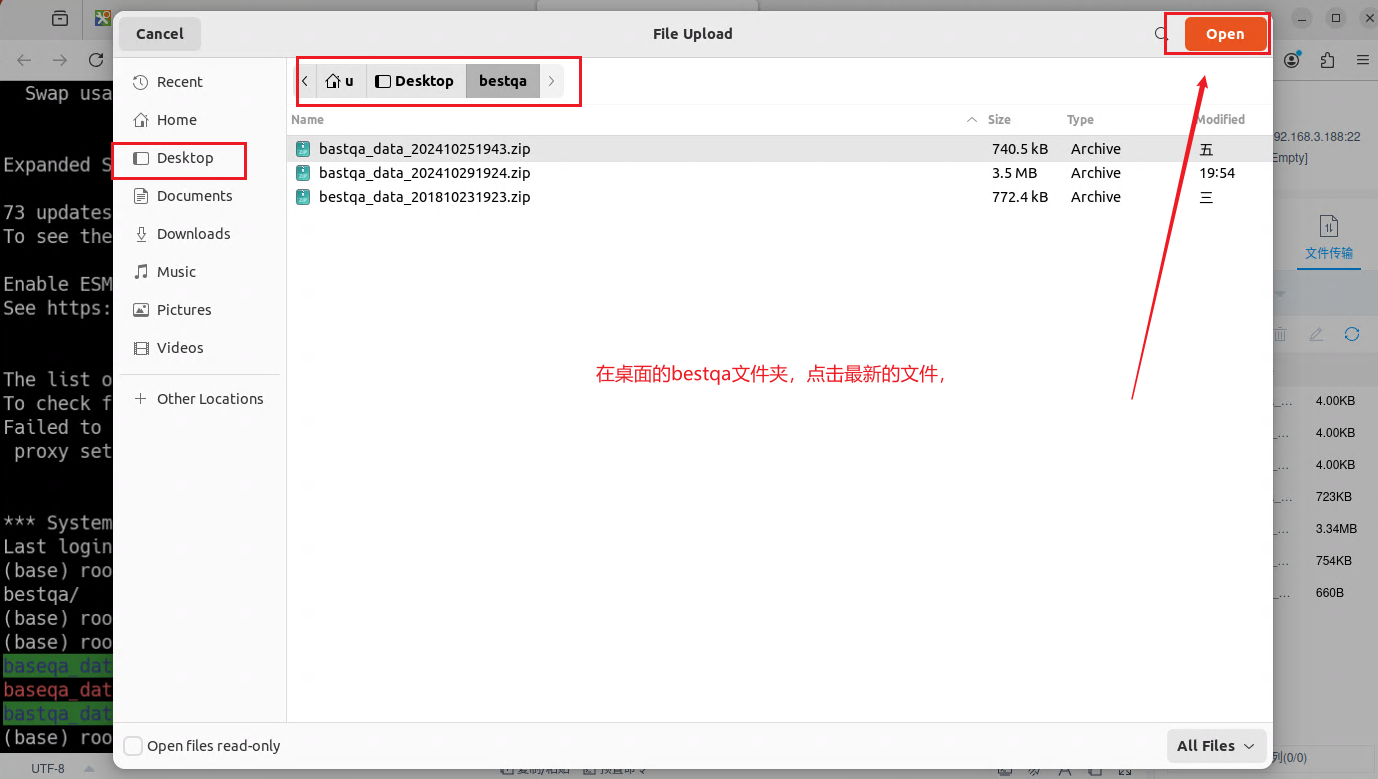 Cancel
File Upload
Open
Recent
Home
Desktop
Documents
Downloads
Music
Pictures
Videos
Other Locations
u Desktop bestqa
Name Size Type Modified
bastqa_data_202410251943.zip 740.5 kB Archive 五
bastqa_data_202410291924.zip 3.5 MB Archive 19:54
bestqa_data_201810231923.zip 772.4 kB Archive 三
在桌面的bestqa文件夹，点击最新的文件，
Open files read-only
All Files
Swap usa
Expanded S
73 updates
To see the
Enable ESM
See https:
The list o
To check f
Failed to
proxy set
*** System
Last login
(base) roo
bestqa/
(base) roo
(base) roo
baseqa_dat
baseqa_dat
bastqa_dat
(base) roo
UTF-8
92.168.3.188:22
Empty]
文件传输
4.00KB
4.00KB
4.00KB
723KB
3.34MB
754KB
660B
列(0/0)